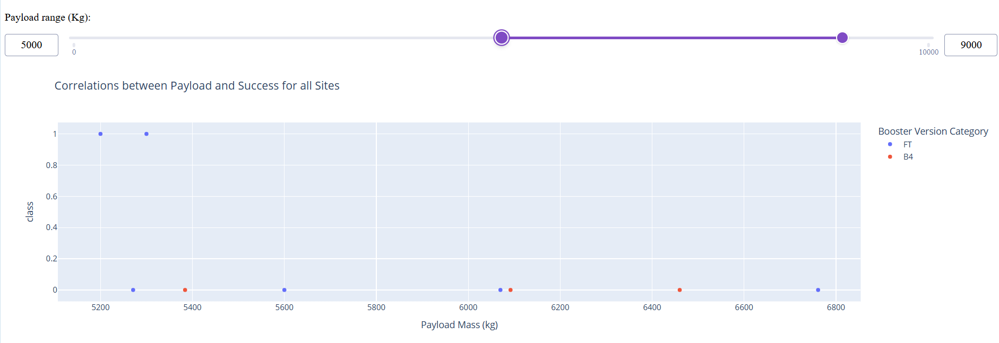 Payload range (Kg):
5000
0
10000
9000
Correlations between Payload and Success for all Sites
1
0.8
0.6
0.4
0.2
0
class
5200 5400 5600 5800 6000 6200 6400 6600 6800
Payload Mass (kg)
Booster Version Category
FT
B4